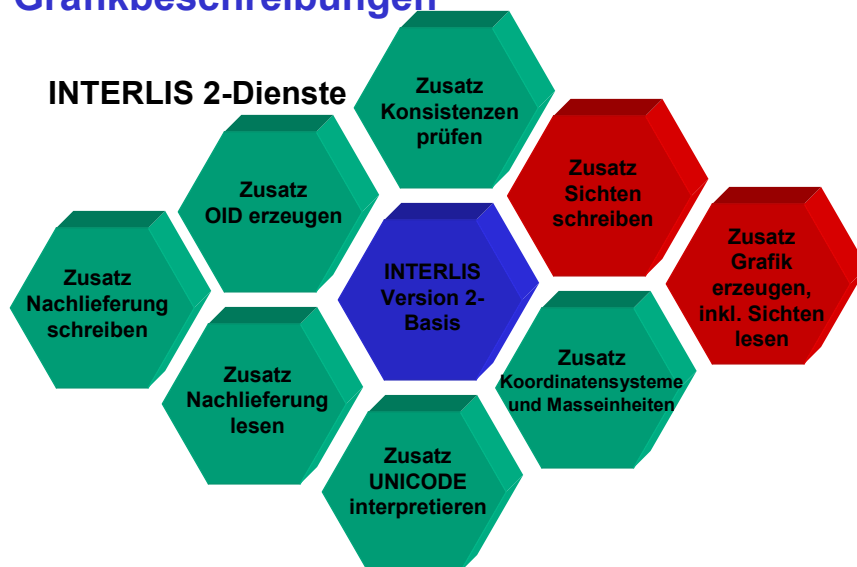 Grafikbeschreibungen
INTERLIS 2-Dienste
Zusatz
Konsistenzen
prüfen
Zusatz
Sichten
schreiben
Zusatz
OID erzeugen
Zusatz
Grafik
erzeugen,
inkl. Sichten
lesen
INTERLIS
Version 2-
Basis
Zusatz
Nachlieferung
schreiben
Zusatz
Koordinatensysteme
und Masseinheiten
Zusatz
Nachlieferung
lesen
Zusatz
UNICODE
interpretieren